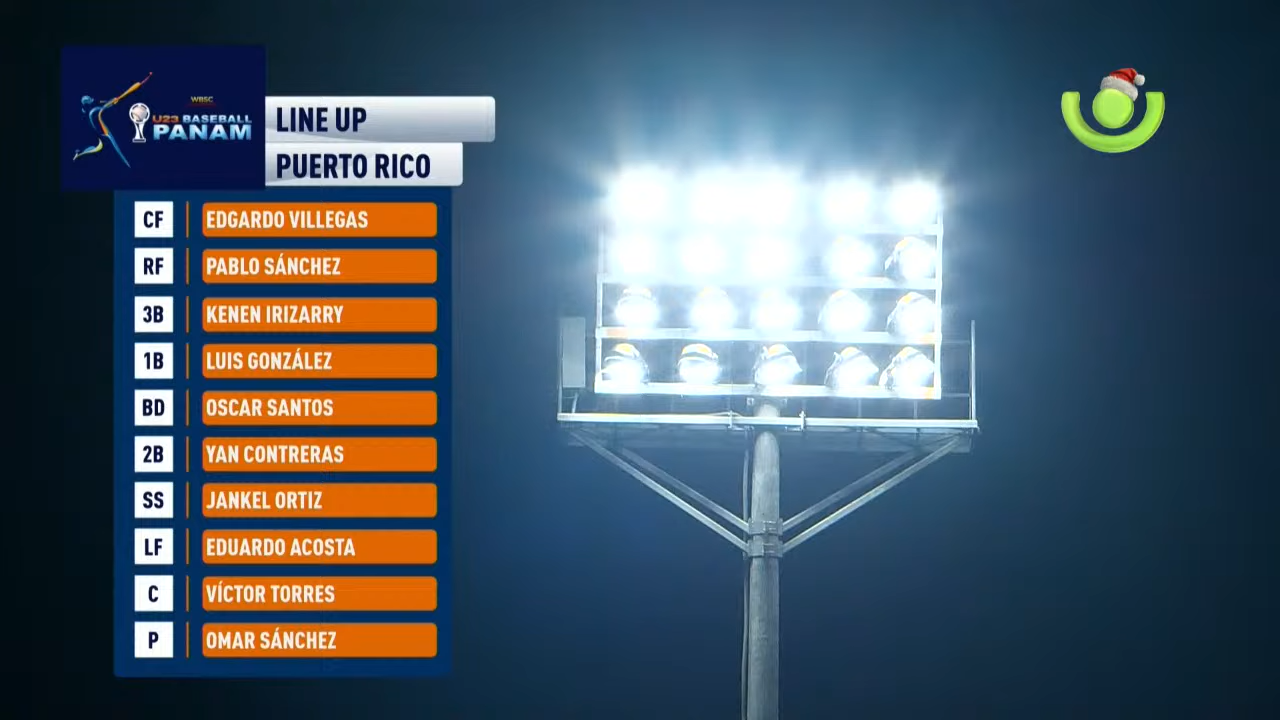 WBSC
U23 BASEBALL
PANAM
LINE UP
PUERTO RICO
CF EDGARDO VILLEGAS
RF PABLO SÁNCHEZ
3B KENEN IRIZARRY
1B LUIS GONZÁLEZ
BD OSCAR SANTOS
2B YAN CONTRERAS
SS JANKEL ORTIZ
LF EDUARDO ACOSTA
C VÍCTOR TORRES
P OMAR SÁNCHEZ